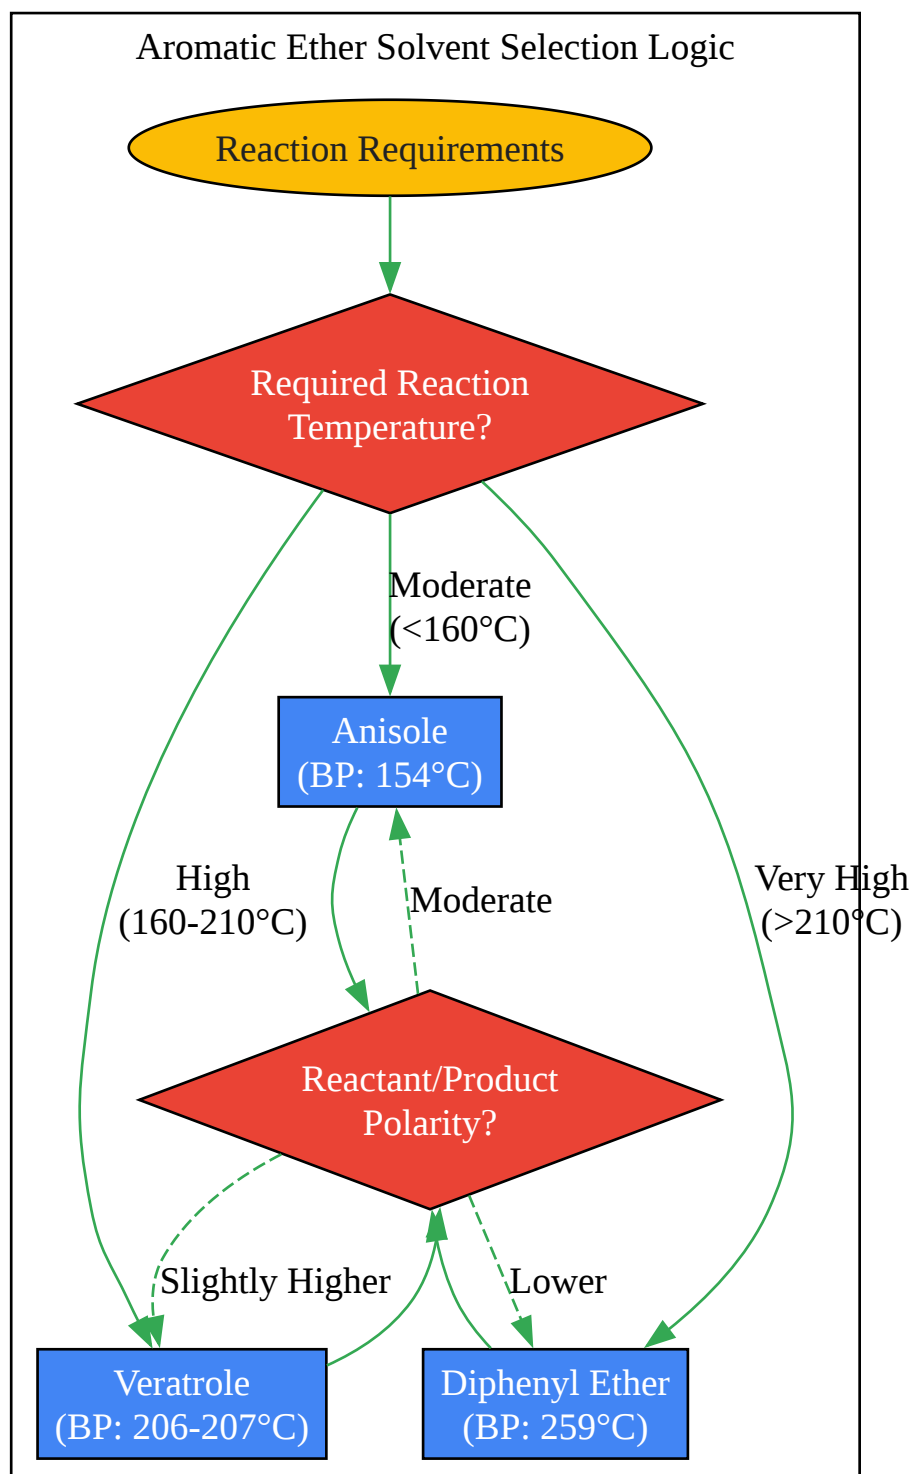 Aromatic Ether Solvent Selection Logic
Reaction Requirements
Required Reaction
Temperature?
Moderate
(<160°C)
Anisole
(BP: 154°C)
High
(160-210°C)
Very High
(>210°C)
Moderate
Reactant/Product
Polarity?
Slightly Higher
Lower
Veratrole
(BP: 206-207°C)
Diphenyl Ether
(BP: 259°C)